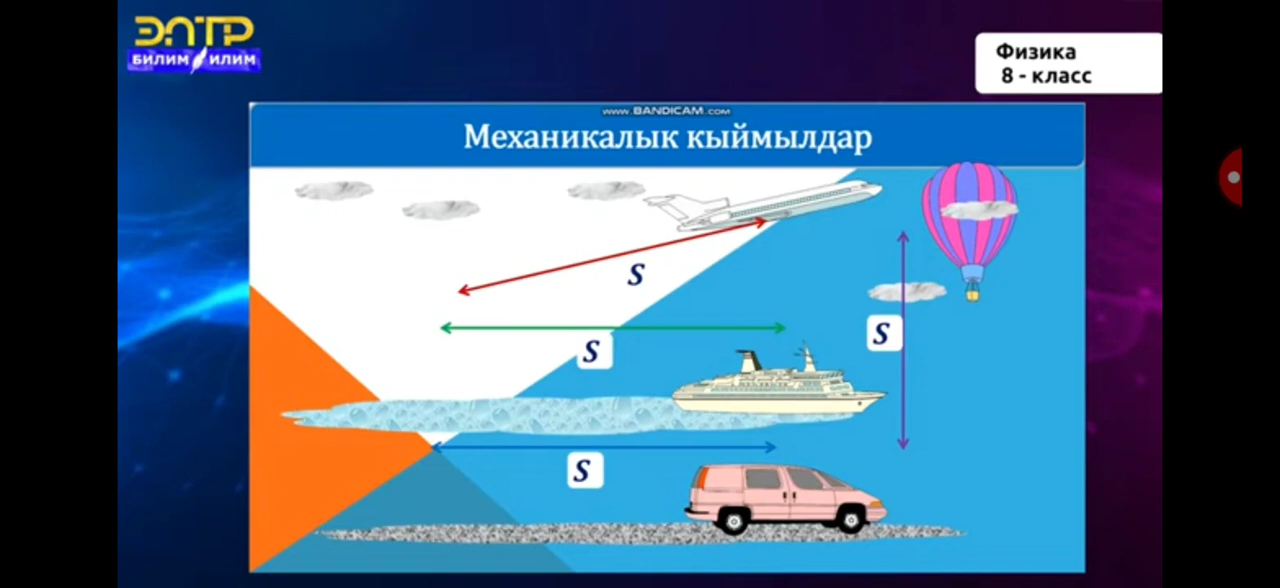 ЭЛТР
БИЛИМ ИЛИМ
Физика
8 - класс
www.BANDICAM.com
Механикалык кыймылдар
S
S
S
S